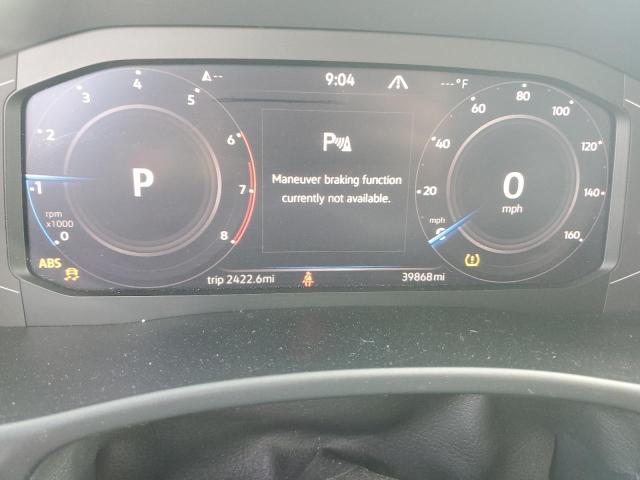 -- 9:04 ---°F
3 4 5 60 80 100
2 6 40 120
P
Maneuver braking function
currently not available.
1 P 7 20 0 140
rpm mph mph
x1000
0 8 0 160
ABS
trip 2422.6mi 39868mi